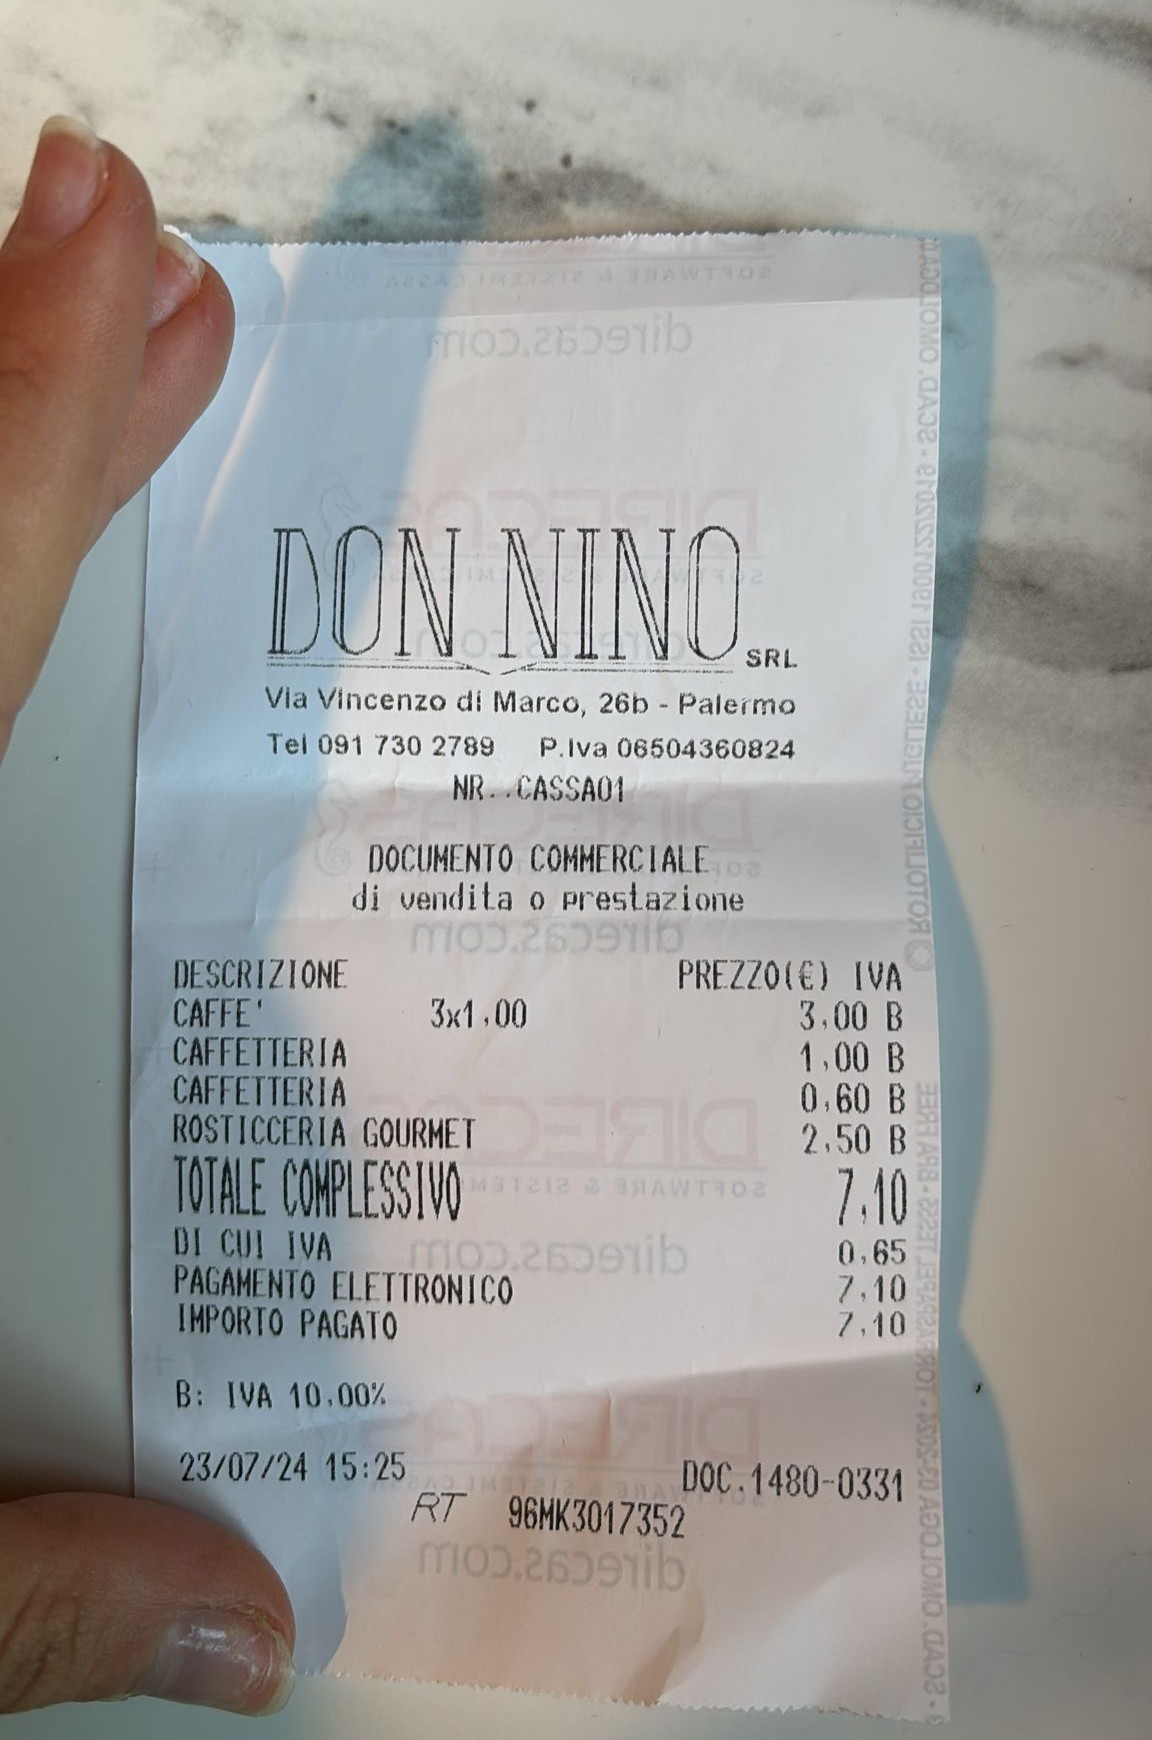 DON NINO SRL
Via Vincenzo di Marco, 26b - Palermo
Tel 091 730 2789 P.Iva 06504360824
NR..CASSA01
DOCUMENTO COMMERCIALE
di vendita o prestazione
DESCRIZIONE PREZZO(€) IVA
CAFFE' 3x1,00 3,00 B
CAFFETTERIA 1,00 B
CAFFETTERIA 0,60 B
ROSTICCERIA GOURMET 2,50 B
TOTALE COMPLESSIVO 7,10
DI CUI IVA 0,65
PAGAMENTO ELETTRONICO 7,10
IMPORTO PAGATO 7,10
B: IVA 10,00%
23/07/24 15:25 DOC.1480-0331
RT 96MK3017352
DIRECAS
SOFTWARE & SISTEMI CASSA
direcas.com